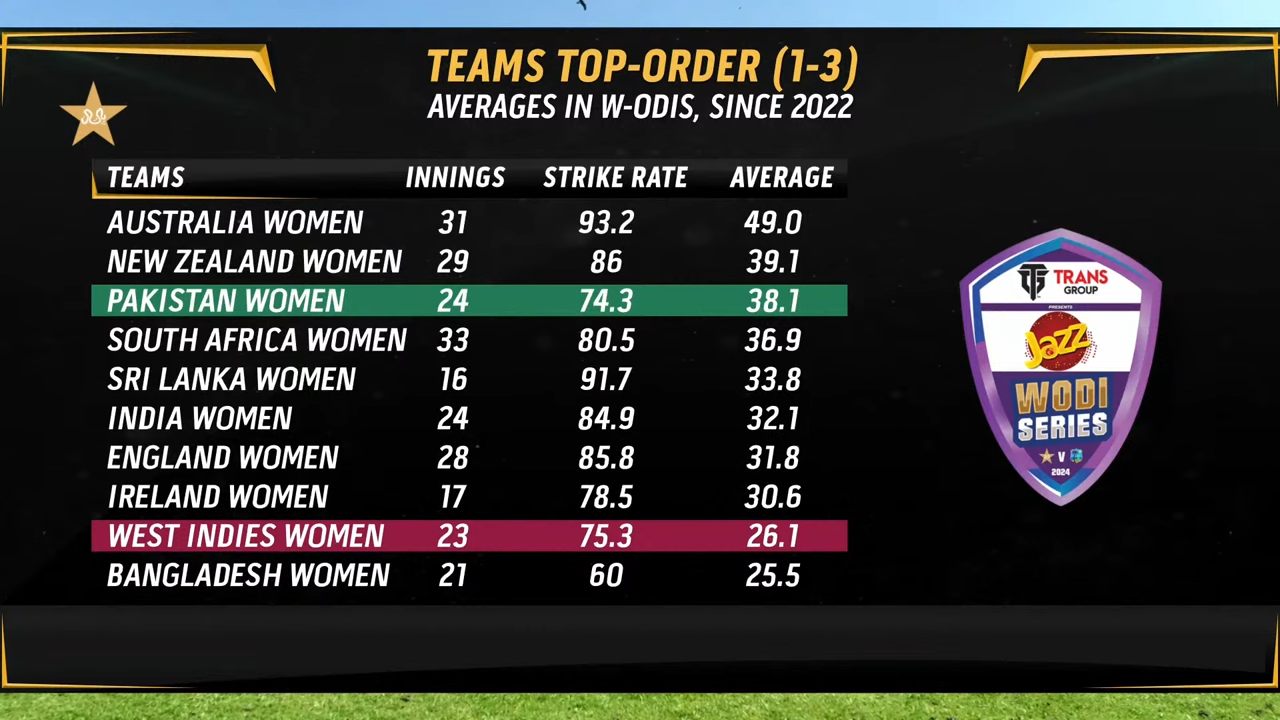 TEAMS TOP-ORDER (1-3)
AVERAGES IN W-ODIS, SINCE 2022
TEAMS INNINGS STRIKE RATE AVERAGE
AUSTRALIA WOMEN 31 93.2 49.0
NEW ZEALAND WOMEN 29 86 39.1
PAKISTAN WOMEN 24 74.3 38.1
SOUTH AFRICA WOMEN 33 80.5 36.9
SRI LANKA WOMEN 16 91.7 33.8
INDIA WOMEN 24 84.9 32.1
ENGLAND WOMEN 28 85.8 31.8
IRELAND WOMEN 17 78.5 30.6
WEST INDIES WOMEN 23 75.3 26.1
BANGLADESH WOMEN 21 60 25.5
TRANS
GROUP
PRESENTS
Jazz
WODI
SERIES
V
2024